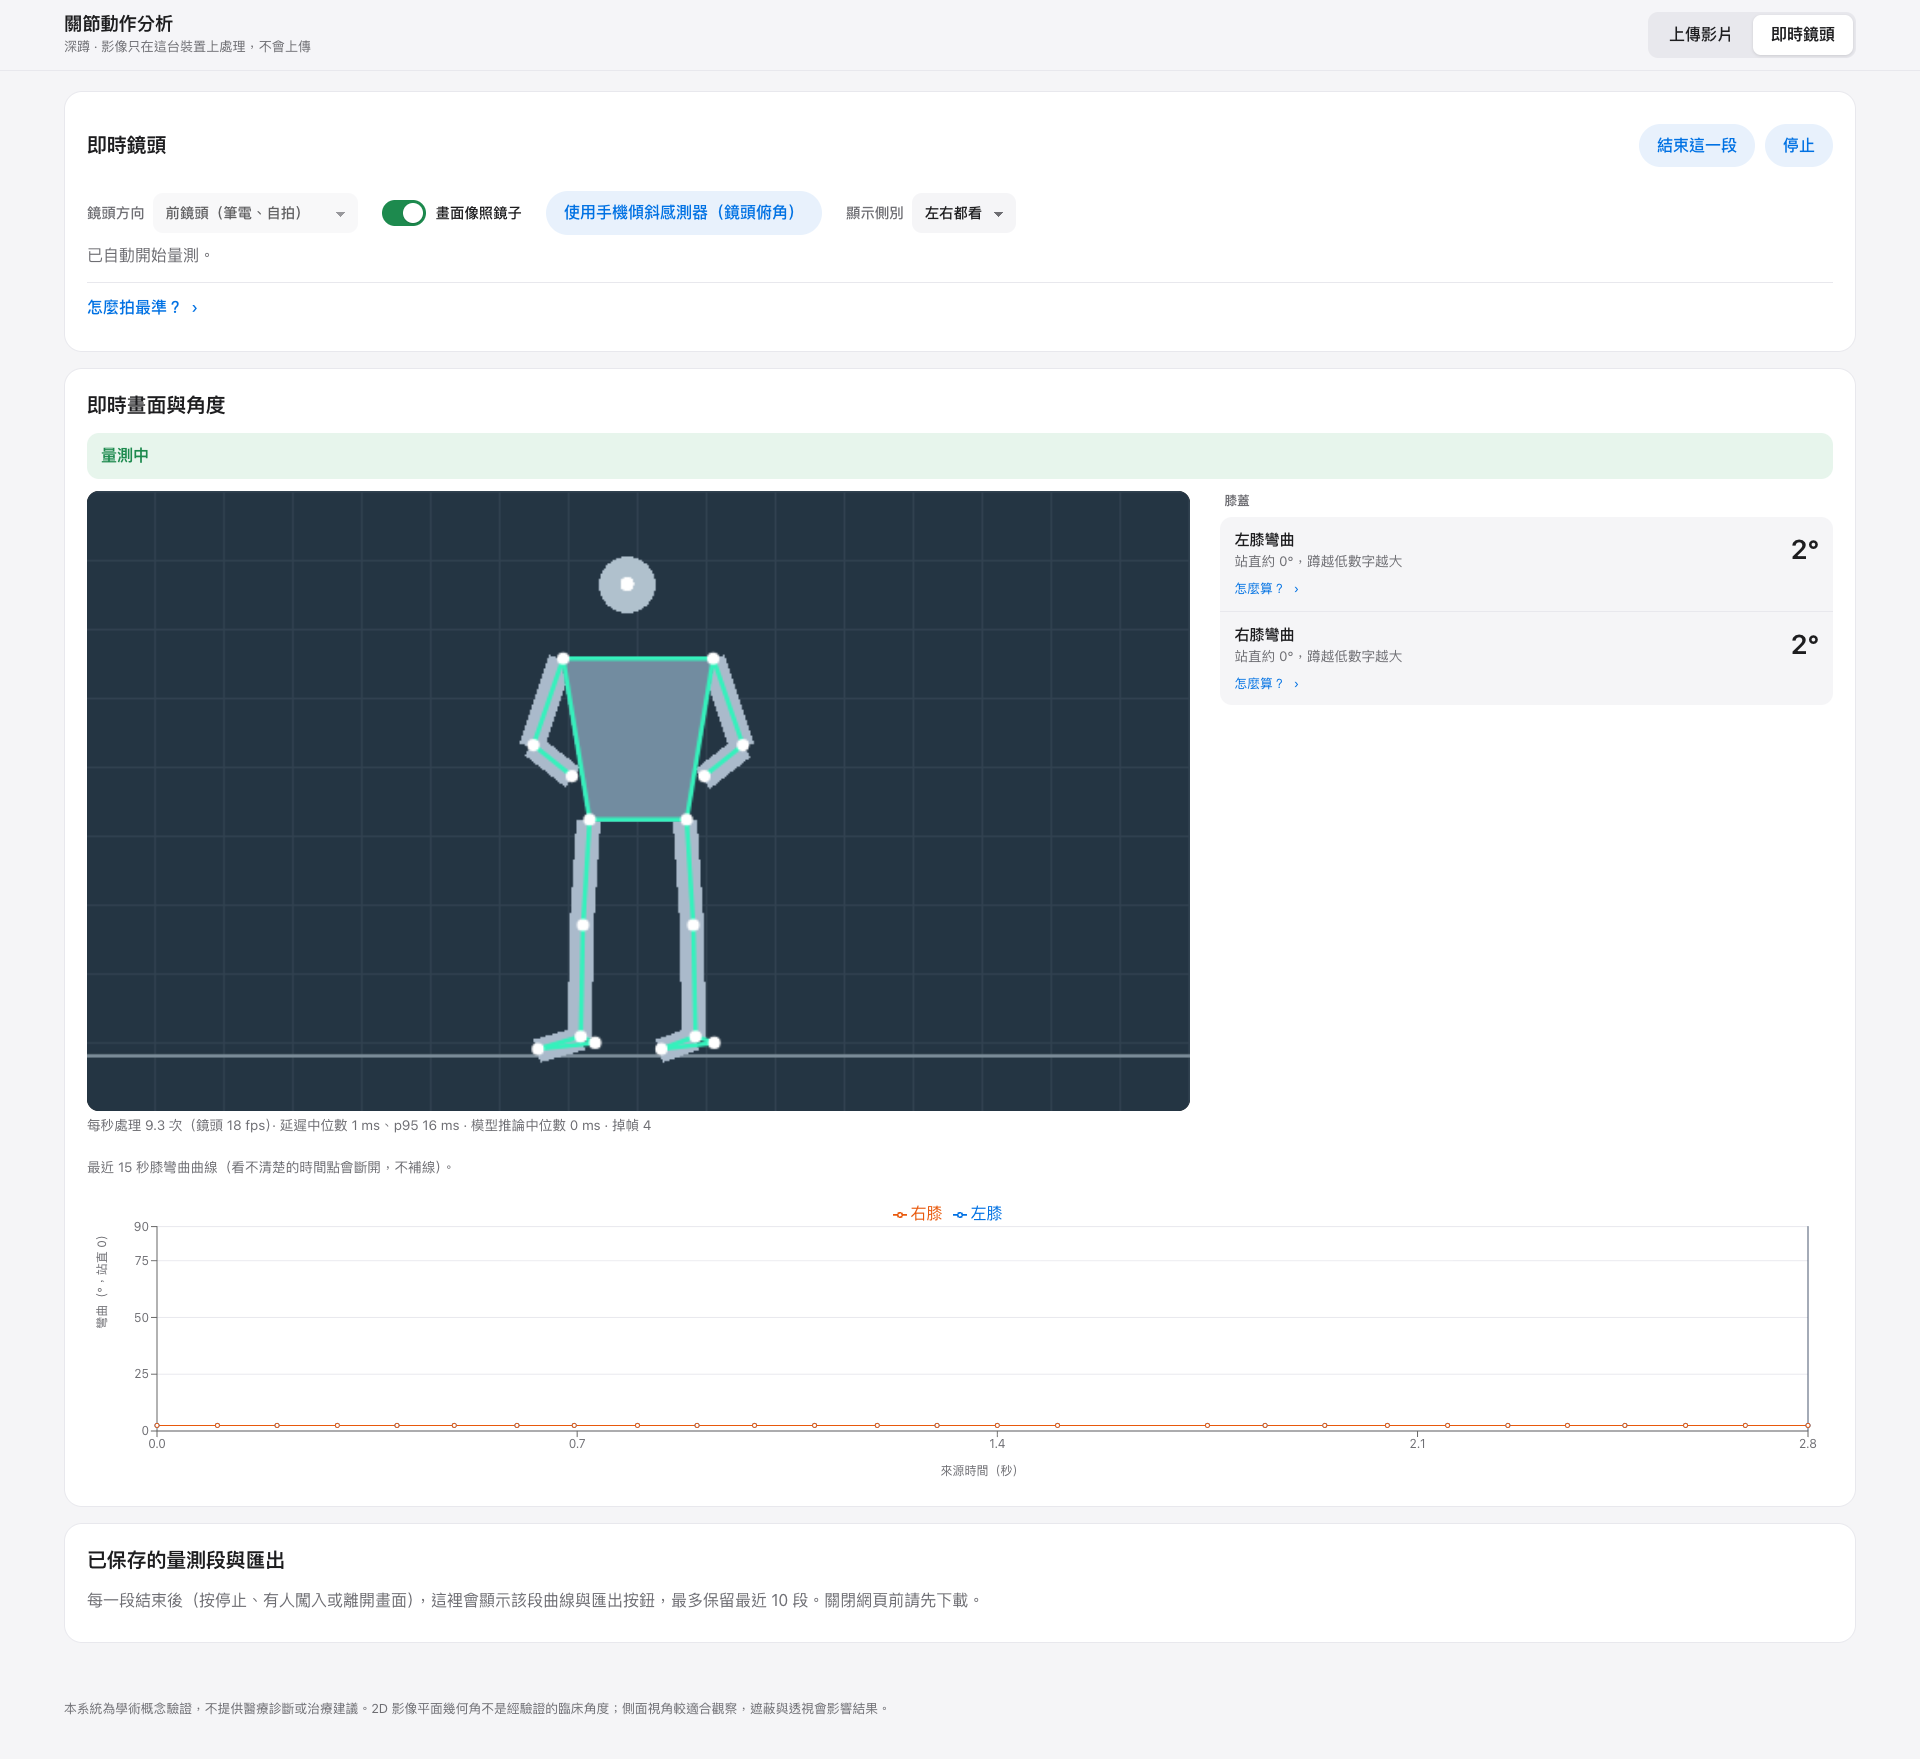 關節動作分析
深蹲 · 影像只在這台裝置上處理，不會上傳
上傳影片
即時鏡頭
即時鏡頭
結束這一段
停止
鏡頭方向
前鏡頭（筆電、自拍）
畫面像照鏡子
使用手機傾斜感測器（鏡頭俯角）
顯示側別
左右都看
已自動開始量測。
怎麼拍最準？ ›
即時畫面與角度
量測中
膝蓋
左膝彎曲
2°
站直約 0°，蹲越低數字越大
怎麼算？ ›
右膝彎曲
2°
站直約 0°，蹲越低數字越大
怎麼算？ ›
每秒處理 9.3 次（鏡頭 18 fps）· 延遲中位數 1 ms、p95 16 ms · 模型推論中位數 0 ms · 掉幀 4
最近 15 秒膝彎曲曲線（看不清楚的時間點會斷開，不補線）。
右膝
左膝
彎曲（°，站直 0）
90
75
50
25
0
0.0
0.7
1.4
2.1
2.8
來源時間（秒）
已保存的量測段與匯出
每一段結束後（按停止、有人闖入或離開畫面），這裡會顯示該段曲線與匯出按鈕，最多保留最近 10 段。關閉網頁前請先下載。
本系統為學術概念驗證，不提供醫療診斷或治療建議。2D 影像平面幾何角不是經驗證的臨床角度；側面視角較適合觀察，遮蔽與透視會影響結果。